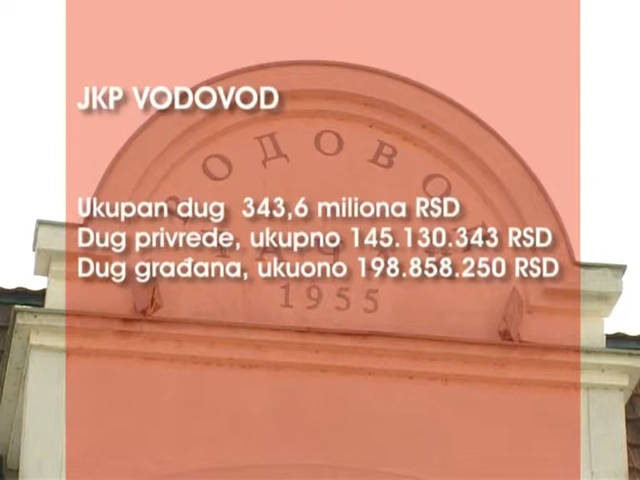 JKP VODOVOD
ВОДОВОД
Ukupan dug 343,6 miliona RSD
Dug privrede, ukupno 145.130.343 RSD
Dug građana, ukuono 198.858.250 RSD
1955